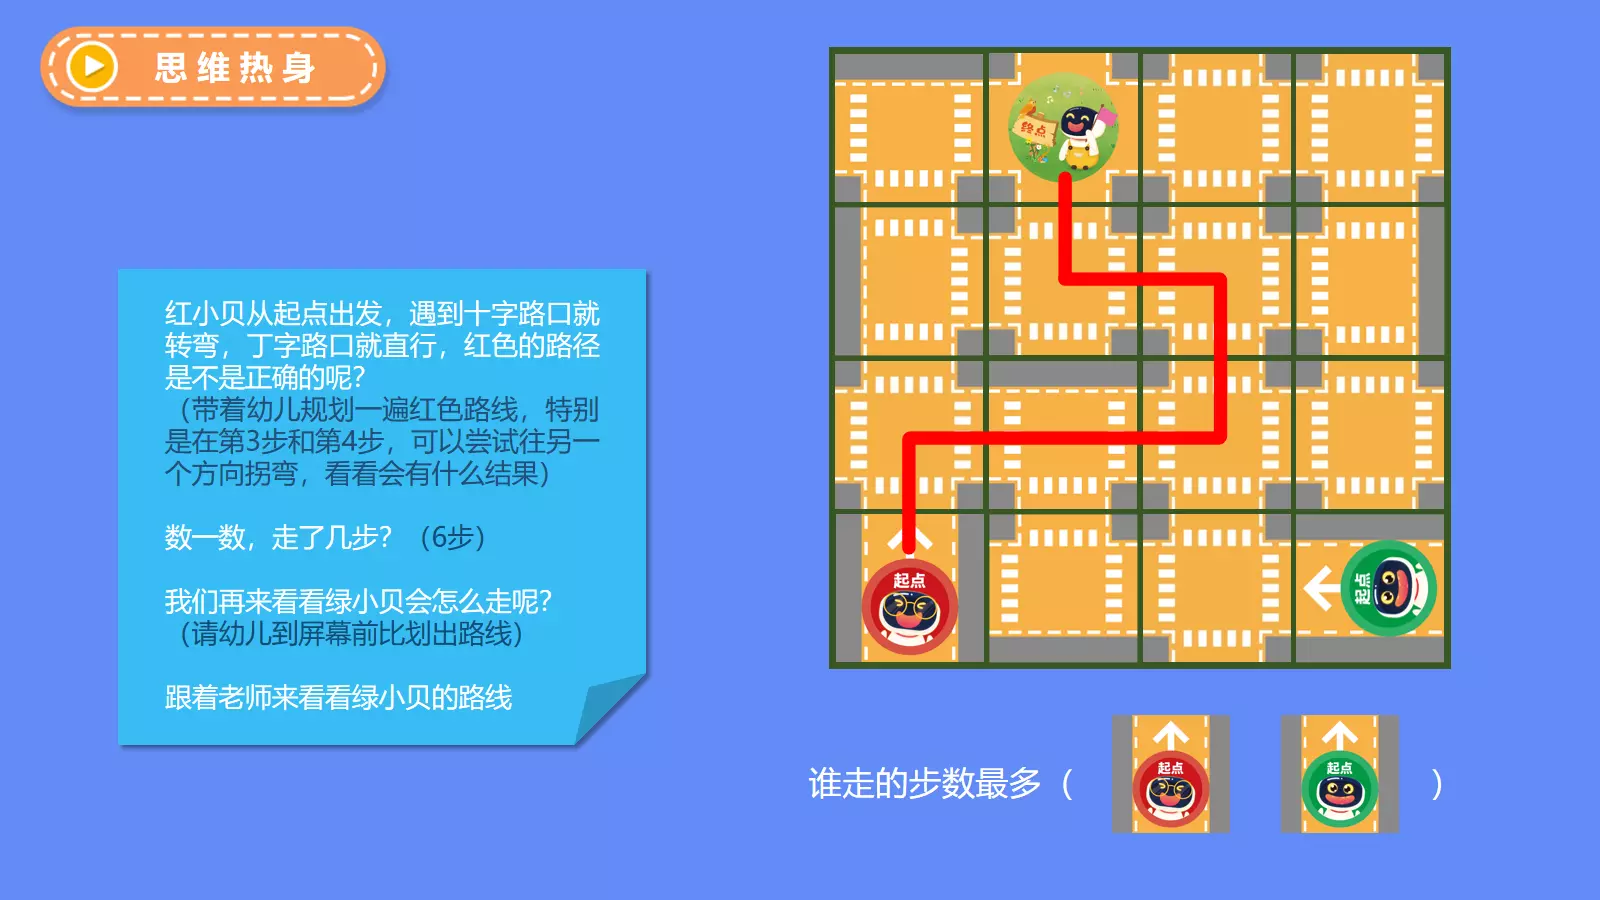 思维热身
终点
红小贝从起点出发，遇到十字路口就
转弯，丁字路口就直行，红色的路径
是不是正确的呢？
（带着幼儿规划一遍红色路线，特别
是在第3步和第4步，可以尝试往另一
个方向拐弯，看看会有什么结果）
数一数，走了几步？（6步）
我们再来看看绿小贝会怎么走呢？
（请幼儿到屏幕前比划出路线）
跟着老师来看看绿小贝的路线
起点
起点
谁走的步数最多（ ）
起点
起点